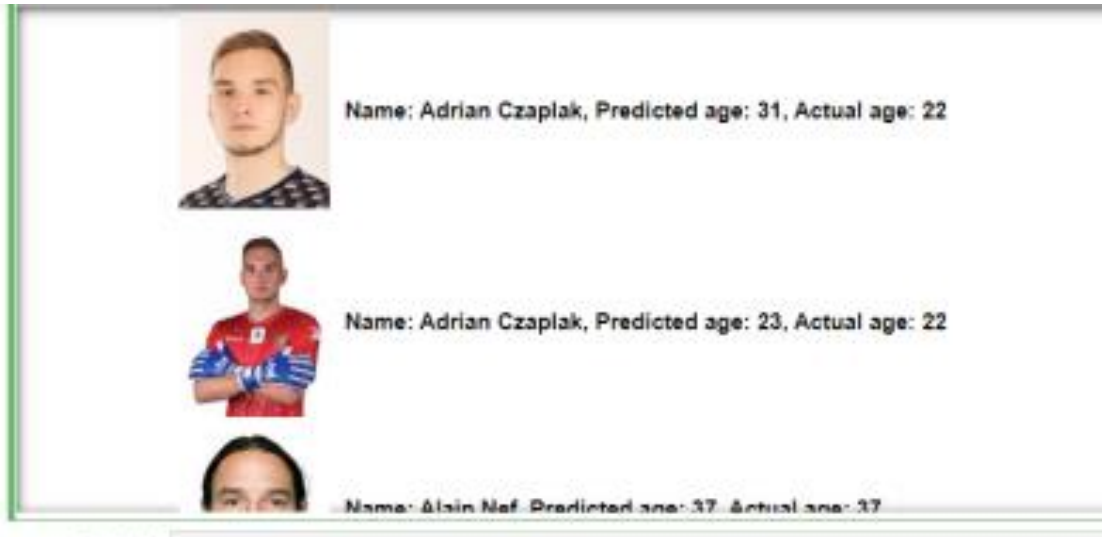 Name: Adrian Czaplak, Predicted age: 31, Actual age: 22
Name: Adrian Czaplak, Predicted age: 23, Actual age: 22
Name: Alain Nef, Predicted age: 37, Actual age: 37